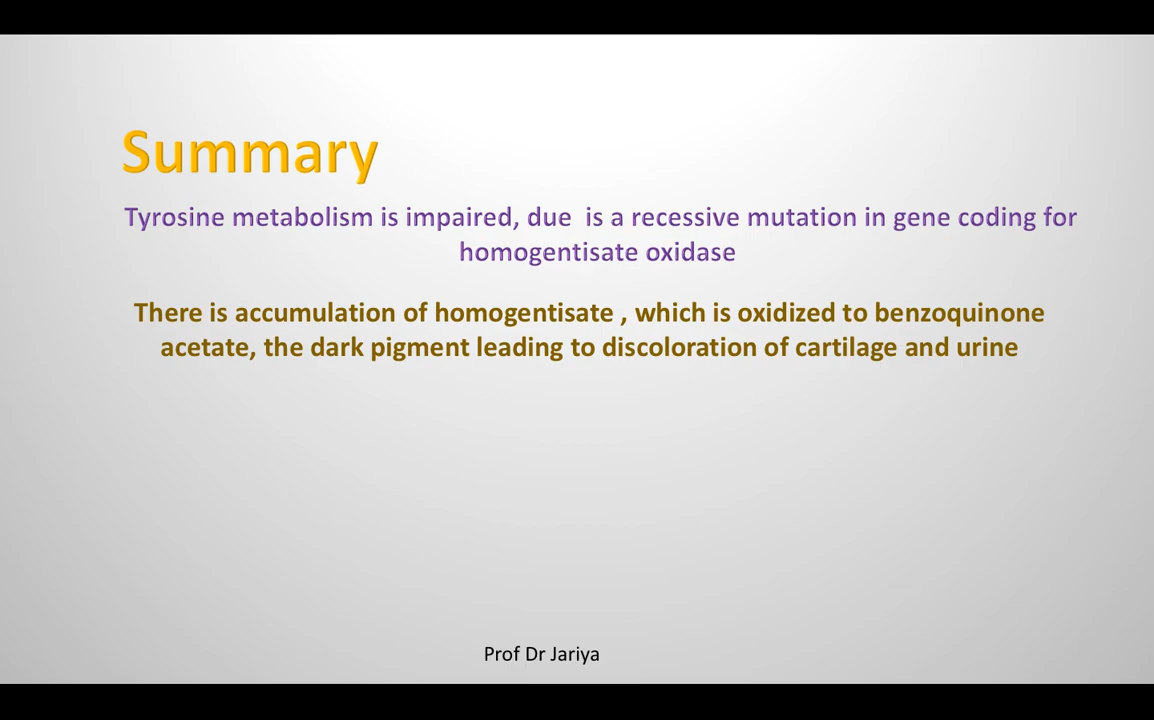 Summary
Tyrosine metabolism is impaired, due  is a recessive mutation in gene coding for
homogentisate oxidase
There is accumulation of homogentisate , which is oxidized to benzoquinone
acetate, the dark pigment leading to discoloration of cartilage and urine
Prof Dr Jariya